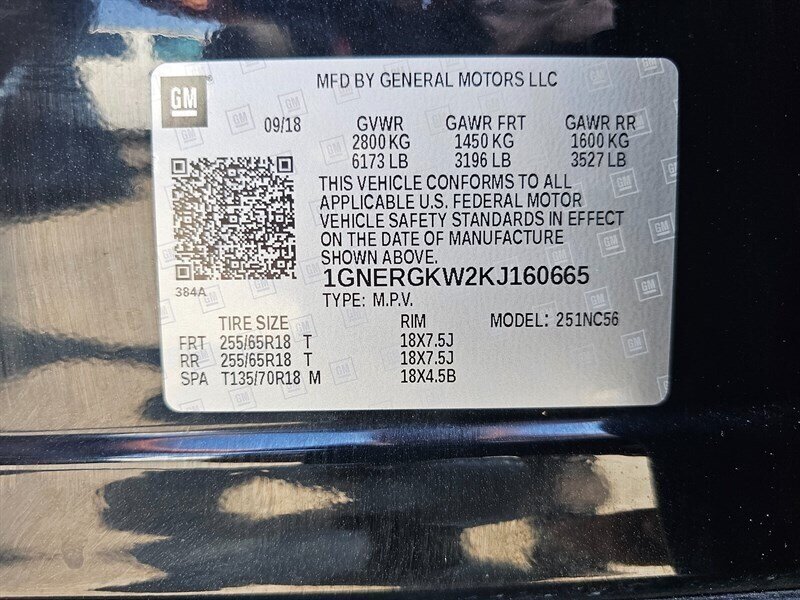 GM
MFD BY GENERAL MOTORS LLC
09/18 GVWR GAWR FRT GAWR RR
2800 KG 1450 KG 1600 KG
6173 LB 3196 LB 3527 LB
THIS VEHICLE CONFORMS TO ALL
APPLICABLE U.S. FEDERAL MOTOR
VEHICLE SAFETY STANDARDS IN EFFECT
ON THE DATE OF MANUFACTURE
SHOWN ABOVE.
384A
1GNERGKW2KJ160665
TYPE: M.P.V.
TIRE SIZE RIM MODEL: 251NC56
FRT 255/65R18 T 18X7.5J
RR 255/65R18 T 18X7.5J
SPA T135/70R18 M 18X4.5B